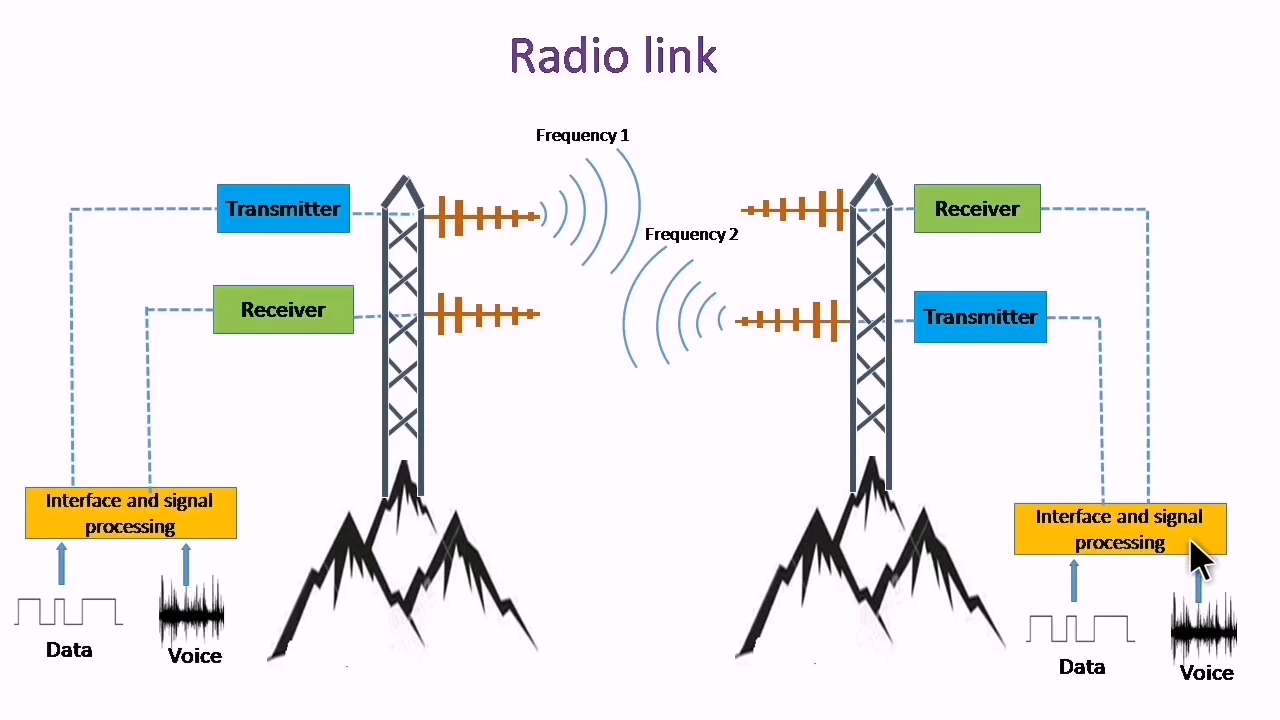 Radio link
Frequency 1
Transmitter
Receiver
Frequency 2
Receiver
Transmitter
Interface and signal
processing
Interface and signal
processing
Data
Voice
Data
Voice